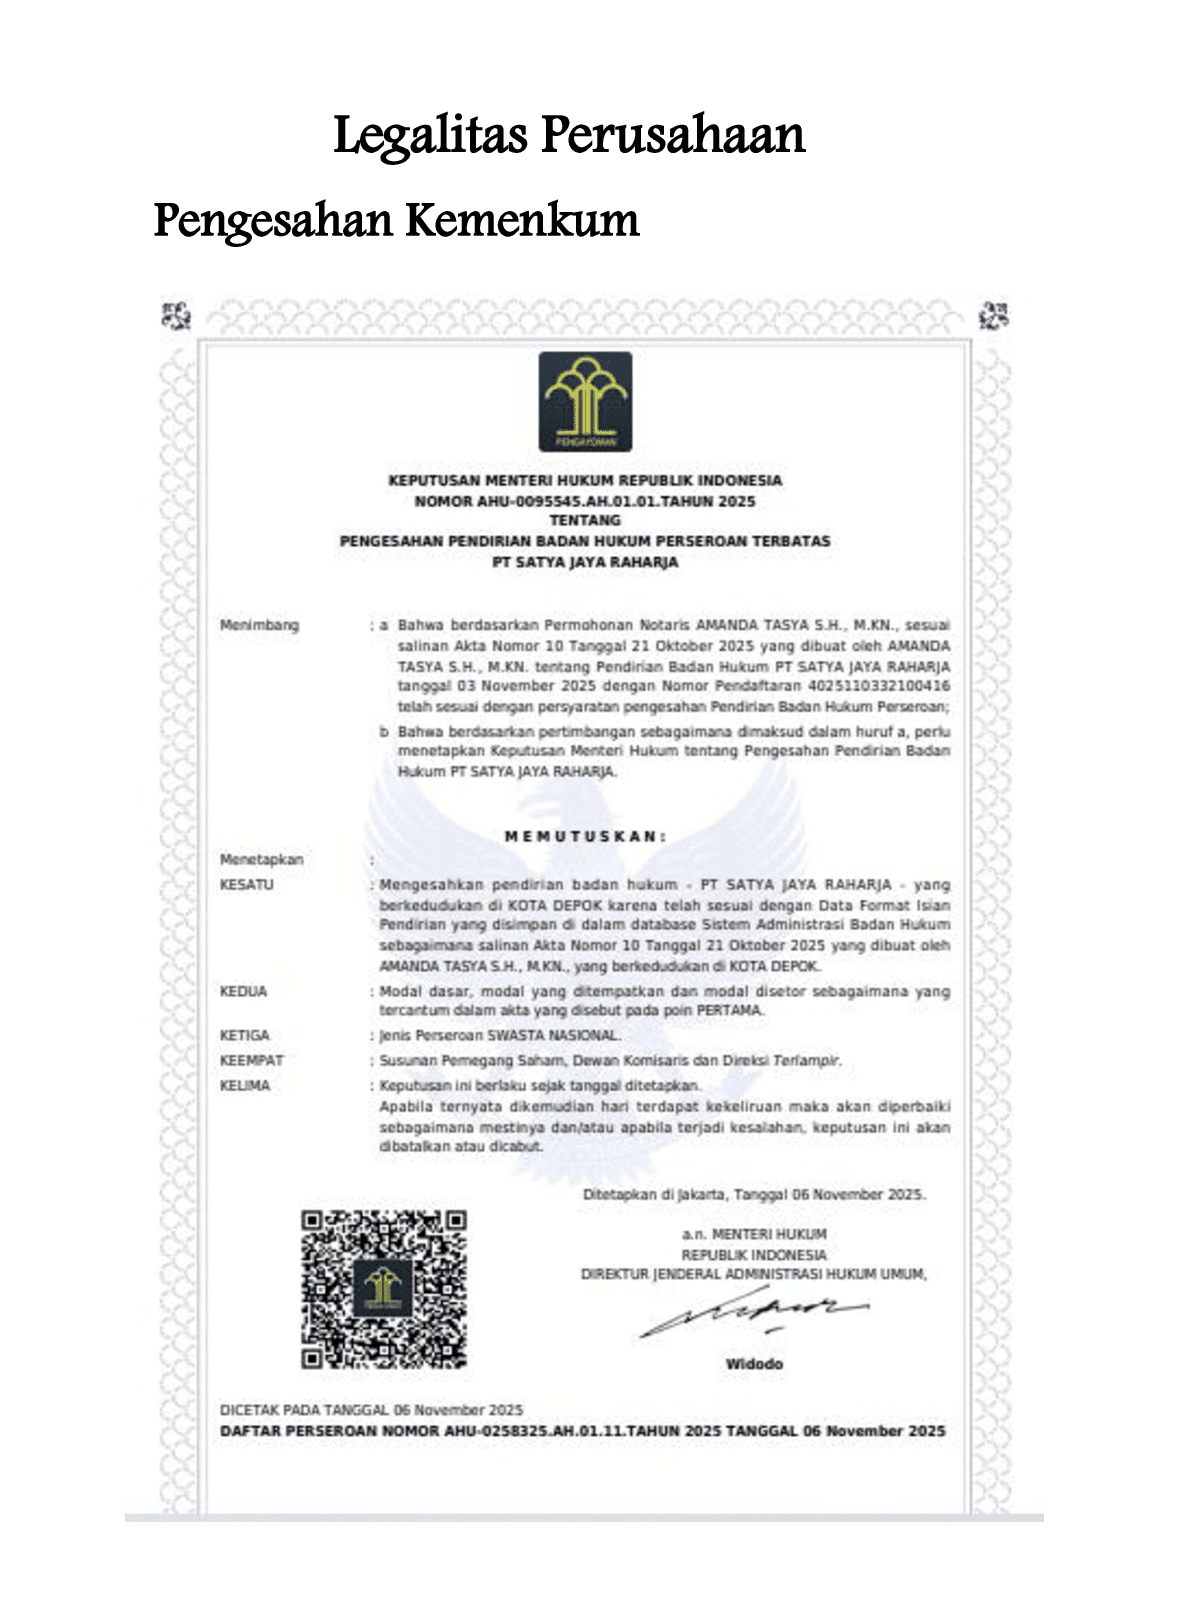 Legalitas Perusahaan
Pengesahan Kemenkum
PENGAYOMAN
KEPUTUSAN MENTERI HUKUM REPUBLIK INDONESIA
NOMOR AHU-0095545.AH.01.01.TAHUN 2025
TENTANG
PENGESAHAN PENDIRIAN BADAN HUKUM PERSEROAN TERBATAS
PT SATYA JAYA RAHARJA
Menimbang : a Bahwa berdasarkan Permohonan Notaris AMANDA TASYA S.H., M.KN., sesuai
salinan Akta Nomor 10 Tanggal 21 Oktober 2025 yang dibuat oleh AMANDA
TASYA S.H., M.KN. tentang Pendirian Badan Hukum PT SATYA JAYA RAHARJA
tanggal 03 November 2025 dengan Nomor Pendaftaran 4025110332100416
telah sesuai dengan persyaratan pengesahan Pendirian Badan Hukum Perseroan;
b Bahwa berdasarkan pertimbangan sebagaimana dimaksud dalam huruf a, perlu
menetapkan Keputusan Menteri Hukum tentang Pengesahan Pendirian Badan
Hukum PT SATYA JAYA RAHARJA.
M E M U T U S K A N :
Menetapkan :
KESATU : Mengesahkan pendirian badan hukum - PT SATYA JAYA RAHARJA - yang
berkedudukan di KOTA DEPOK karena telah sesuai dengan Data Format Isian
Pendirian yang disimpan di dalam database Sistem Administrasi Badan Hukum
sebagaimana salinan Akta Nomor 10 Tanggal 21 Oktober 2025 yang dibuat oleh
AMANDA TASYA S.H., M.KN., yang berkedudukan di KOTA DEPOK.
KEDUA : Modal dasar, modal yang ditempatkan dan modal disetor sebagaimana yang
tercantum dalam akta yang disebut pada poin PERTAMA.
KETIGA : Jenis Perseroan SWASTA NASIONAL.
KEEMPAT : Susunan Pemegang Saham, Dewan Komisaris dan Direksi Terlampir.
KELIMA : Keputusan ini berlaku sejak tanggal ditetapkan.
Apabila ternyata dikemudian hari terdapat kekeliruan maka akan diperbaiki
sebagaimana mestinya dan/atau apabila terjadi kesalahan, keputusan ini akan
dibatalkan atau dicabut.
Ditetapkan di Jakarta, Tanggal 06 November 2025.
a.n. MENTERI HUKUM
REPUBLIK INDONESIA
DIREKTUR JENDERAL ADMINISTRASI HUKUM UMUM,
Widodo
DICETAK PADA TANGGAL 06 November 2025
DAFTAR PERSEROAN NOMOR AHU-0258325.AH.01.11.TAHUN 2025 TANGGAL 06 November 2025